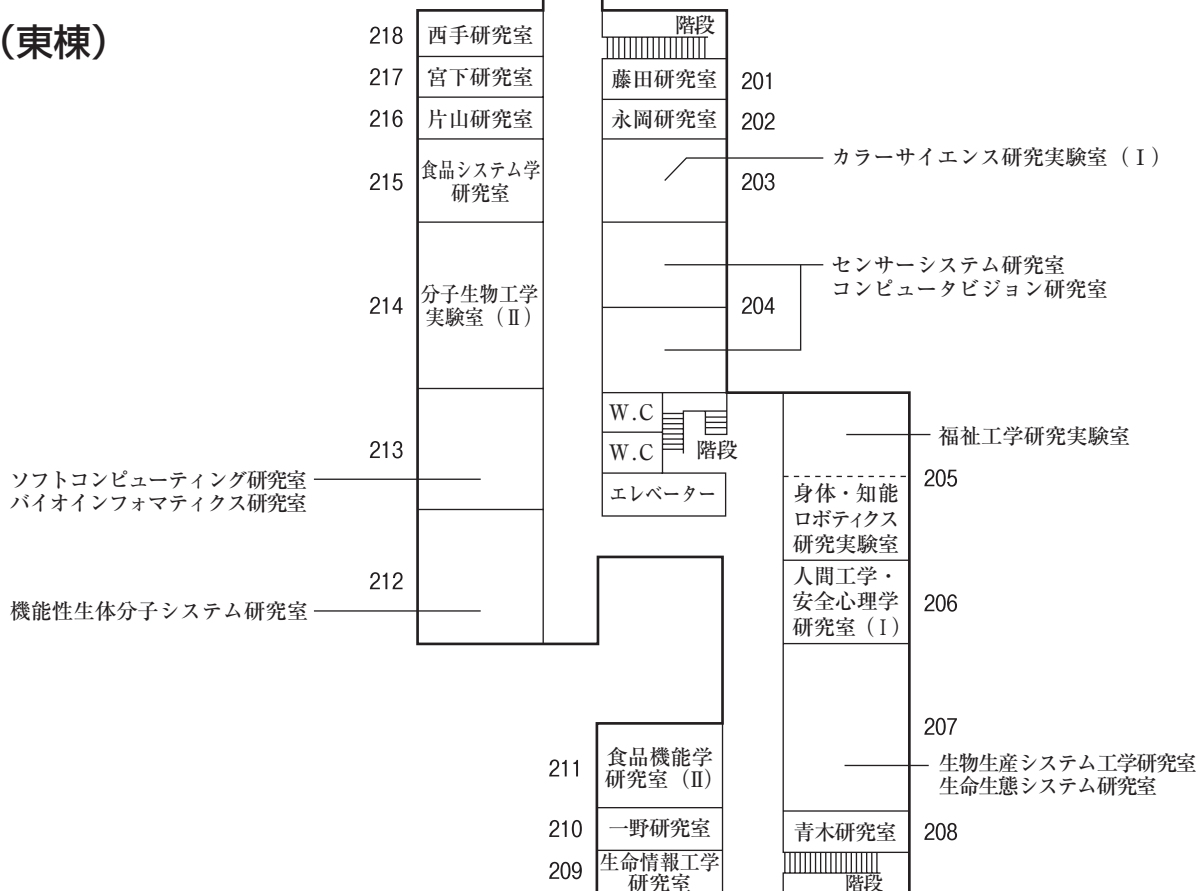 (東棟)
218
西手研究室
217
宮下研究室
216
片山研究室
215
食品システム学
研究室
214
分子生物工学
実験室（Ⅱ）
213
ソフトコンピューティング研究室
バイオインフォマティクス研究室
212
機能性生体分子システム研究室
階段
藤田研究室
201
永岡研究室
202
カラーサイエンス研究実験室（Ⅰ）
203
センサーシステム研究室
コンピュータビジョン研究室
204
W.C
W.C
階段
エレベーター
福祉工学研究実験室
205
身体・知能
ロボティクス
研究実験室
人間工学・
安全心理学
研究室（Ⅰ）
206
207
生物生産システム工学研究室
生命生態システム研究室
青木研究室
208
階段
211
食品機能学
研究室（Ⅱ）
210
一野研究室
209
生命情報工学
研究室